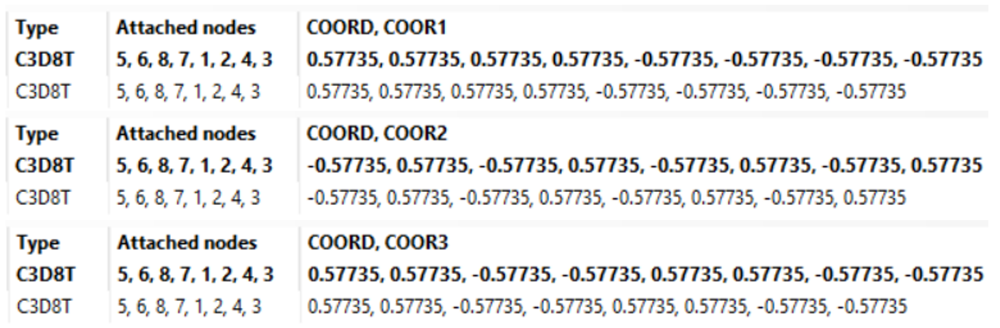 Type Attached nodes COORD, COOR1
C3D8T 5, 6, 8, 7, 1, 2, 4, 3 0.57735, 0.57735, 0.57735, 0.57735, -0.57735, -0.57735, -0.57735, -0.57735
C3D8T 5, 6, 8, 7, 1, 2, 4, 3 0.57735, 0.57735, 0.57735, 0.57735, -0.57735, -0.57735, -0.57735, -0.57735
Type Attached nodes COORD, COOR2
C3D8T 5, 6, 8, 7, 1, 2, 4, 3 -0.57735, 0.57735, -0.57735, 0.57735, -0.57735, 0.57735, -0.57735, 0.57735
C3D8T 5, 6, 8, 7, 1, 2, 4, 3 -0.57735, 0.57735, -0.57735, 0.57735, -0.57735, 0.57735, -0.57735, 0.57735
Type Attached nodes COORD, COOR3
C3D8T 5, 6, 8, 7, 1, 2, 4, 3 0.57735, 0.57735, -0.57735, -0.57735, 0.57735, 0.57735, -0.57735, -0.57735
C3D8T 5, 6, 8, 7, 1, 2, 4, 3 0.57735, 0.57735, -0.57735, -0.57735, 0.57735, 0.57735, -0.57735, -0.57735